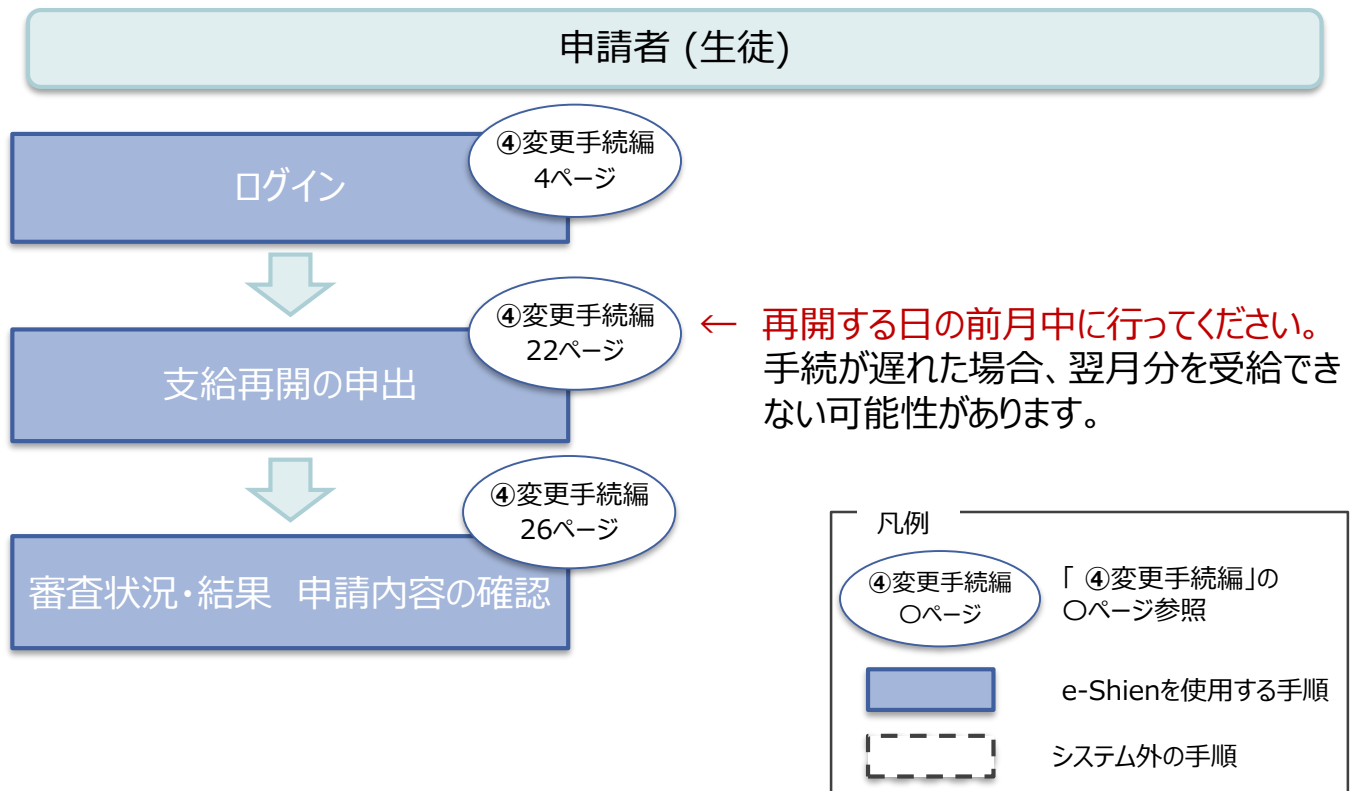 申請者 (生徒)
④変更手続編
4ページ
ログイン
④変更手続編
22ページ
← 再開する日の前月中に行ってください。
手続が遅れた場合、翌月分を受給でき
ない可能性があります。
支給再開の申出
④変更手続編
26ページ
審査状況・結果 申請内容の確認
凡例
④変更手続編
〇ページ
「 ④変更手続編」の
〇ページ参照
e-Shienを使用する手順
システム外の手順